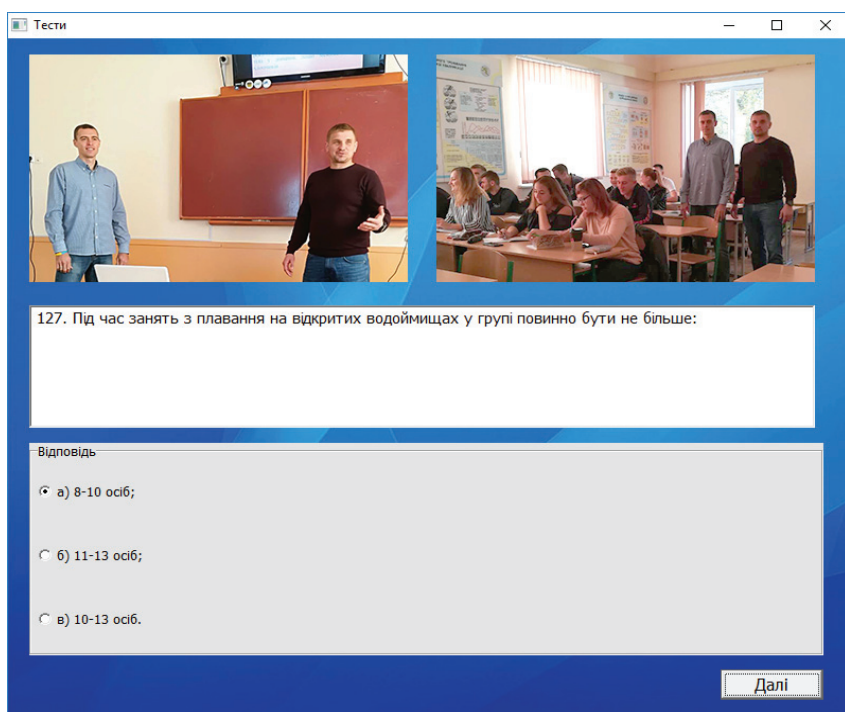 Тести
127. Під час занять з плавання на відкритих водоймищах у групі повинно бути не більше:
Відповідь
а) 8-10 осіб;
б) 11-13 осіб;
в) 10-13 осіб.
Далі